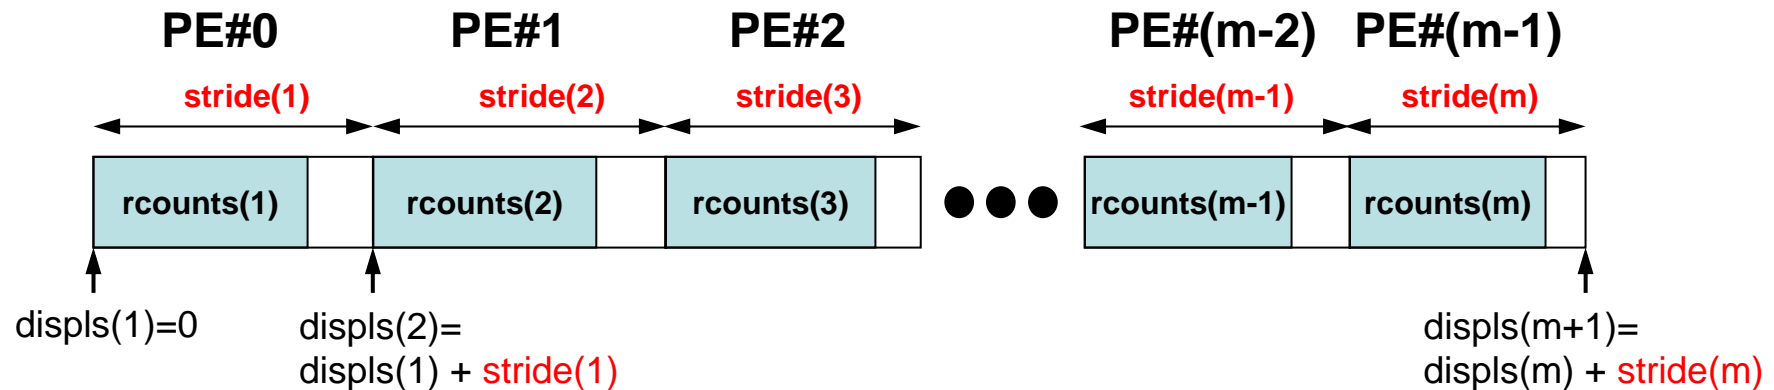 PE#0 PE#1 PE#2 PE#(m-2) PE#(m-1)
stride(1) stride(2) stride(3) stride(m-1) stride(m)
rcounts(1) rcounts(2) rcounts(3) rcounts(m-1) rcounts(m)
displs(1)=0 displs(2)= displs(m+1)=
displs(1) + stride(1) displs(m) + stride(m)